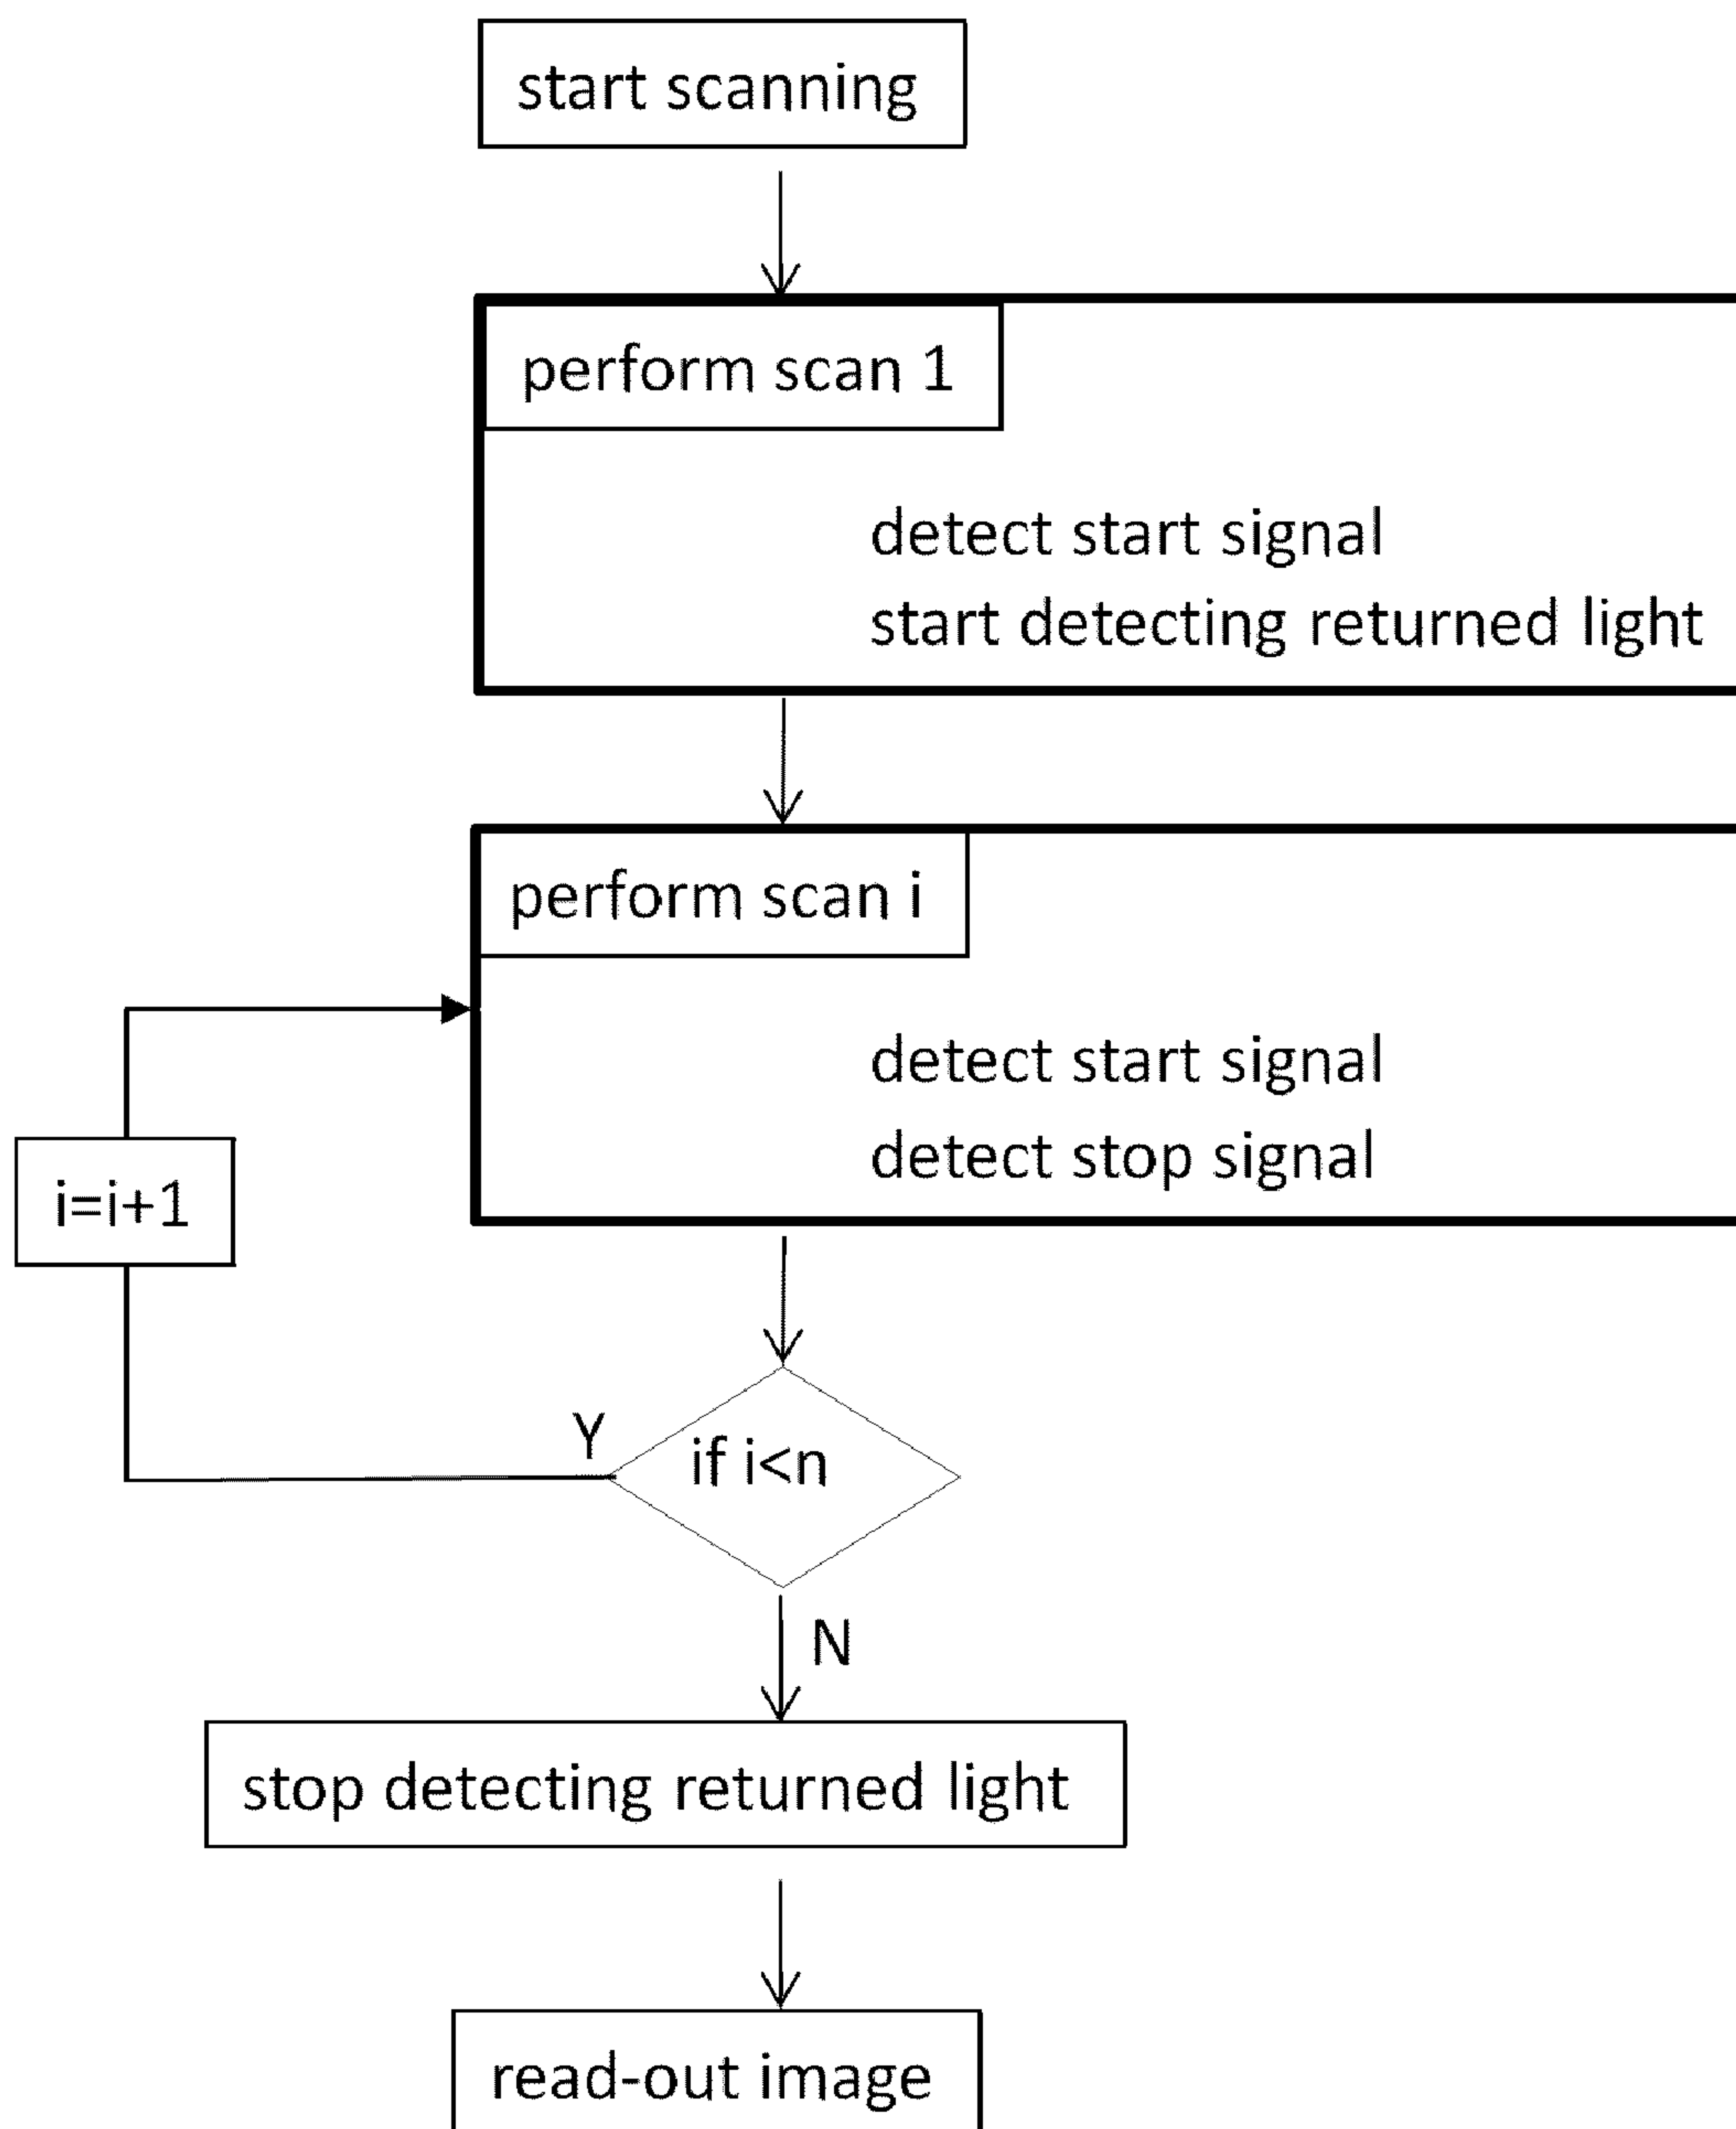 start scanning
perform scan 1
detect start signal
start detecting returned light
perform scan i
detect start signal
detect stop signal
i=i+1
Y
if i<n
N
stop detecting returned light
read-out image